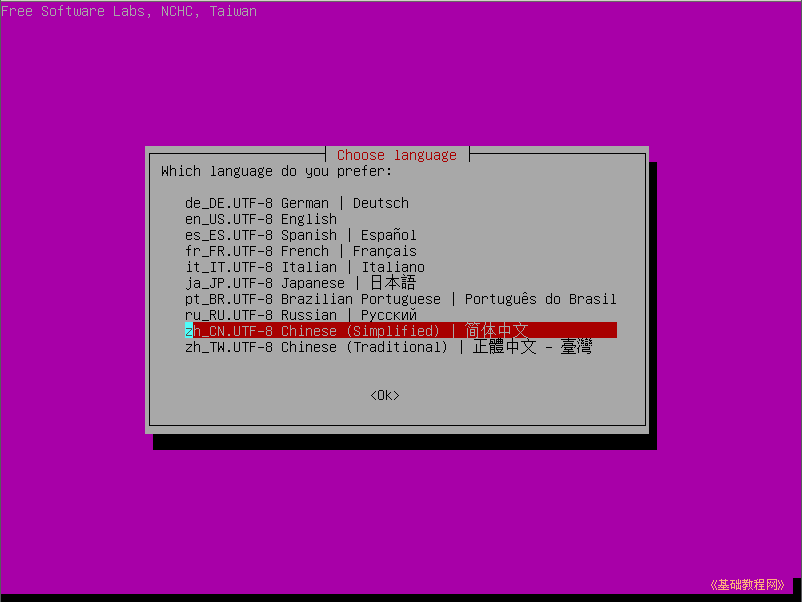 Free Software Labs, NCHC, Taiwan
Choose language
Which language do you prefer:
de_DE.UTF-8 German | Deutsch
en_US.UTF-8 English
es_ES.UTF-8 Spanish | Español
fr_FR.UTF-8 French | Français
it_IT.UTF-8 Italian | Italiano
ja_JP.UTF-8 Japanese | 日本語
pt_BR.UTF-8 Brazilian Portuguese | Português do Brasil
ru_RU.UTF-8 Russian | Русский
zh_CN.UTF-8 Chinese (Simplified) | 简体中文
zh_TW.UTF-8 Chinese (Traditional) | 正體中文 - 臺灣
<Ok>
《基础教程网》